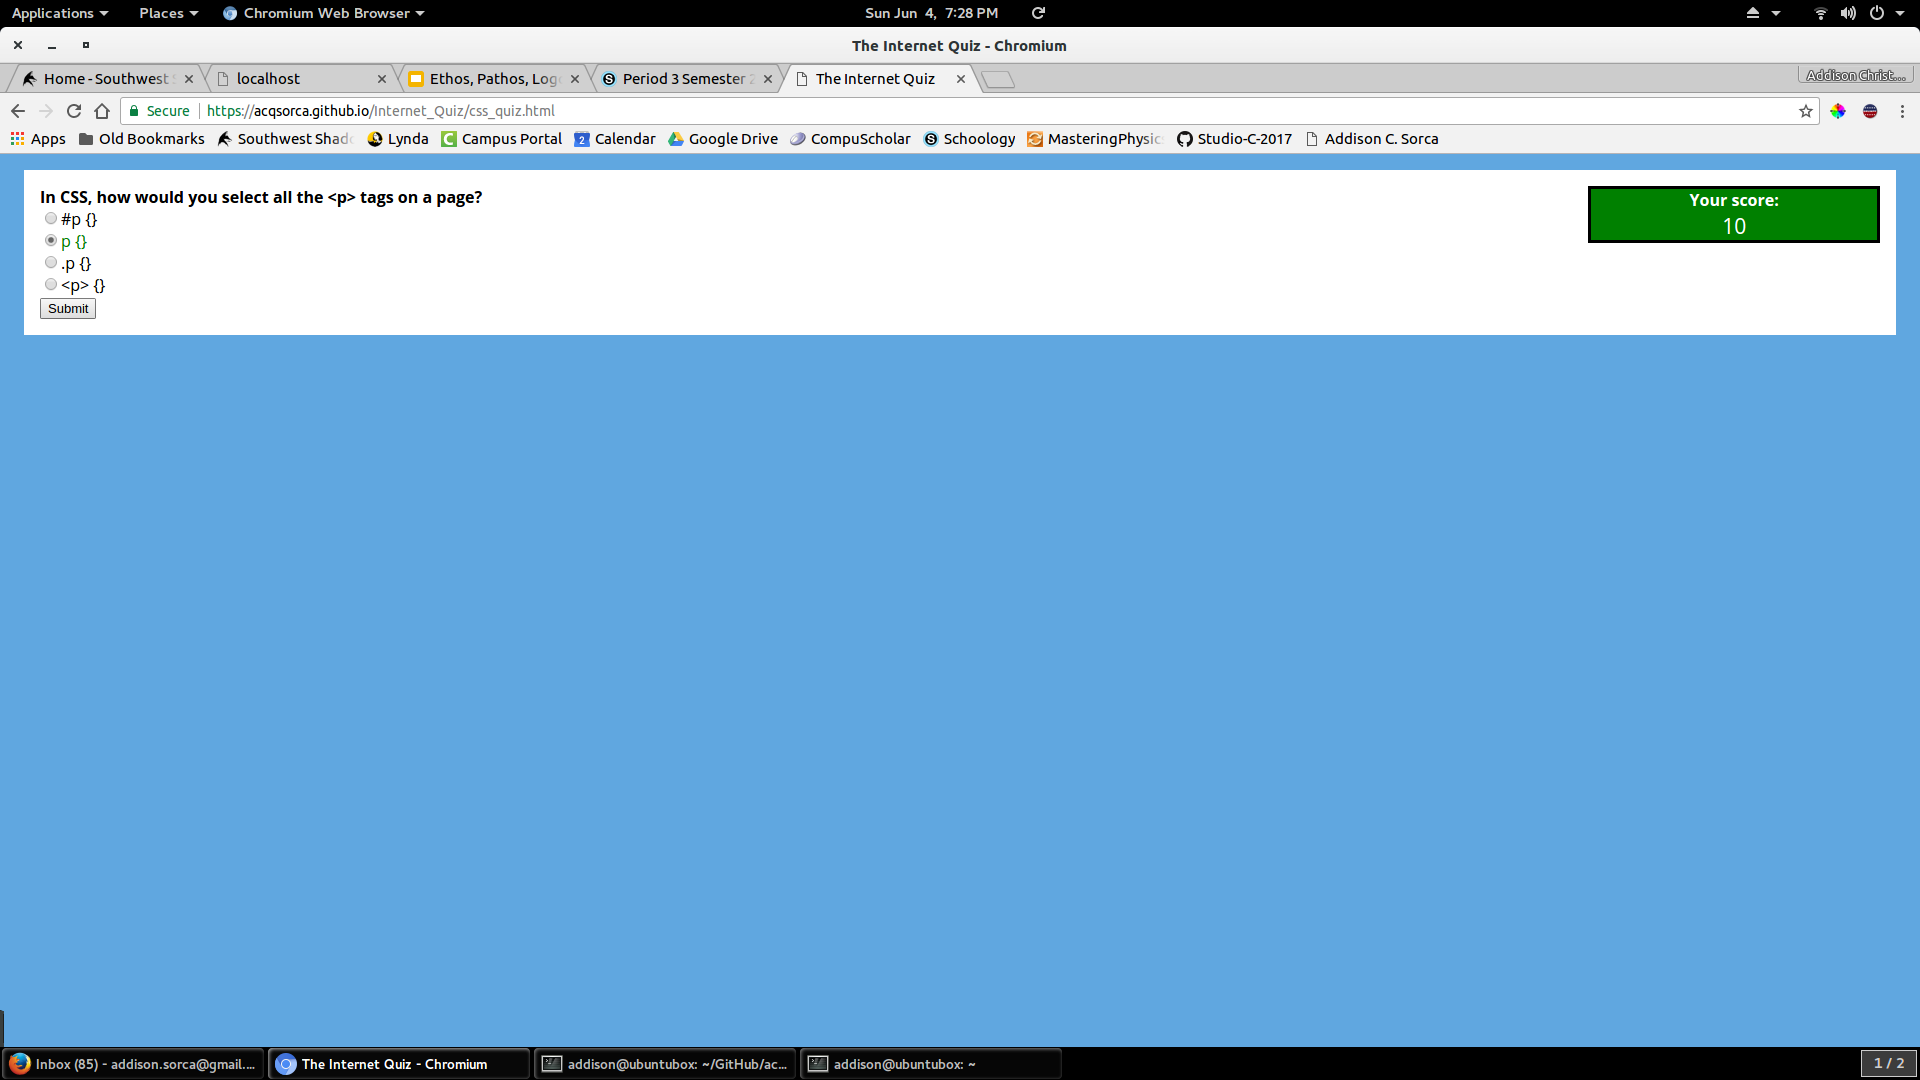 Applications Places Chromium Web Browser Sun Jun 4, 7:28 PM
The Internet Quiz - Chromium
Home - Southwest localhost Ethos, Pathos, Log Period 3 Semester The Internet Quiz Addison Christ...
Secure https://acqsorca.github.io/Internet_Quiz/css_quiz.html
Apps Old Bookmarks Southwest Shad Lynda Campus Portal 2 Calendar Google Drive CompuScholar Schoology MasteringPhysic Studio-C-2017 Addison C. Sorca
In CSS, how would you select all the <p> tags on a page?
#p {}
p {}
.p {}
<p> {}
Submit
Your score:
10
Inbox (85) - addison.sorca@gmail.... The Internet Quiz - Chromium addison@ubuntubox: ~/GitHub/ac... addison@ubuntubox: ~ 1 / 2